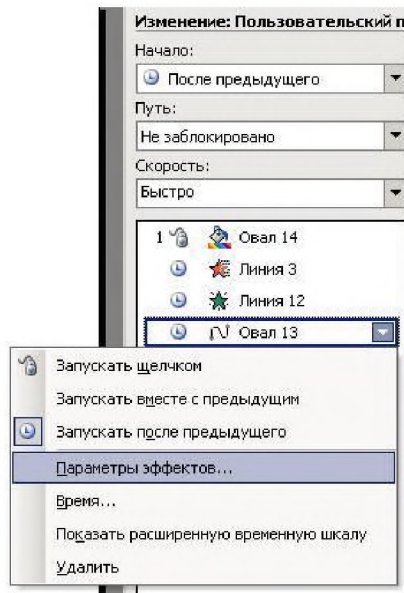 Изменение: Пользовательский п
Начало:
После предыдущего
Путь:
Не заблокировано
Скорость:
Быстро
1 Овал 14
Линия 3
Линия 12
Овал 13
Запускать щелчком
Запускать вместе с предыдущим
Запускать после предыдущего
Параметры эффектов...
Время...
Показать расширенную временную шкалу
Удалить